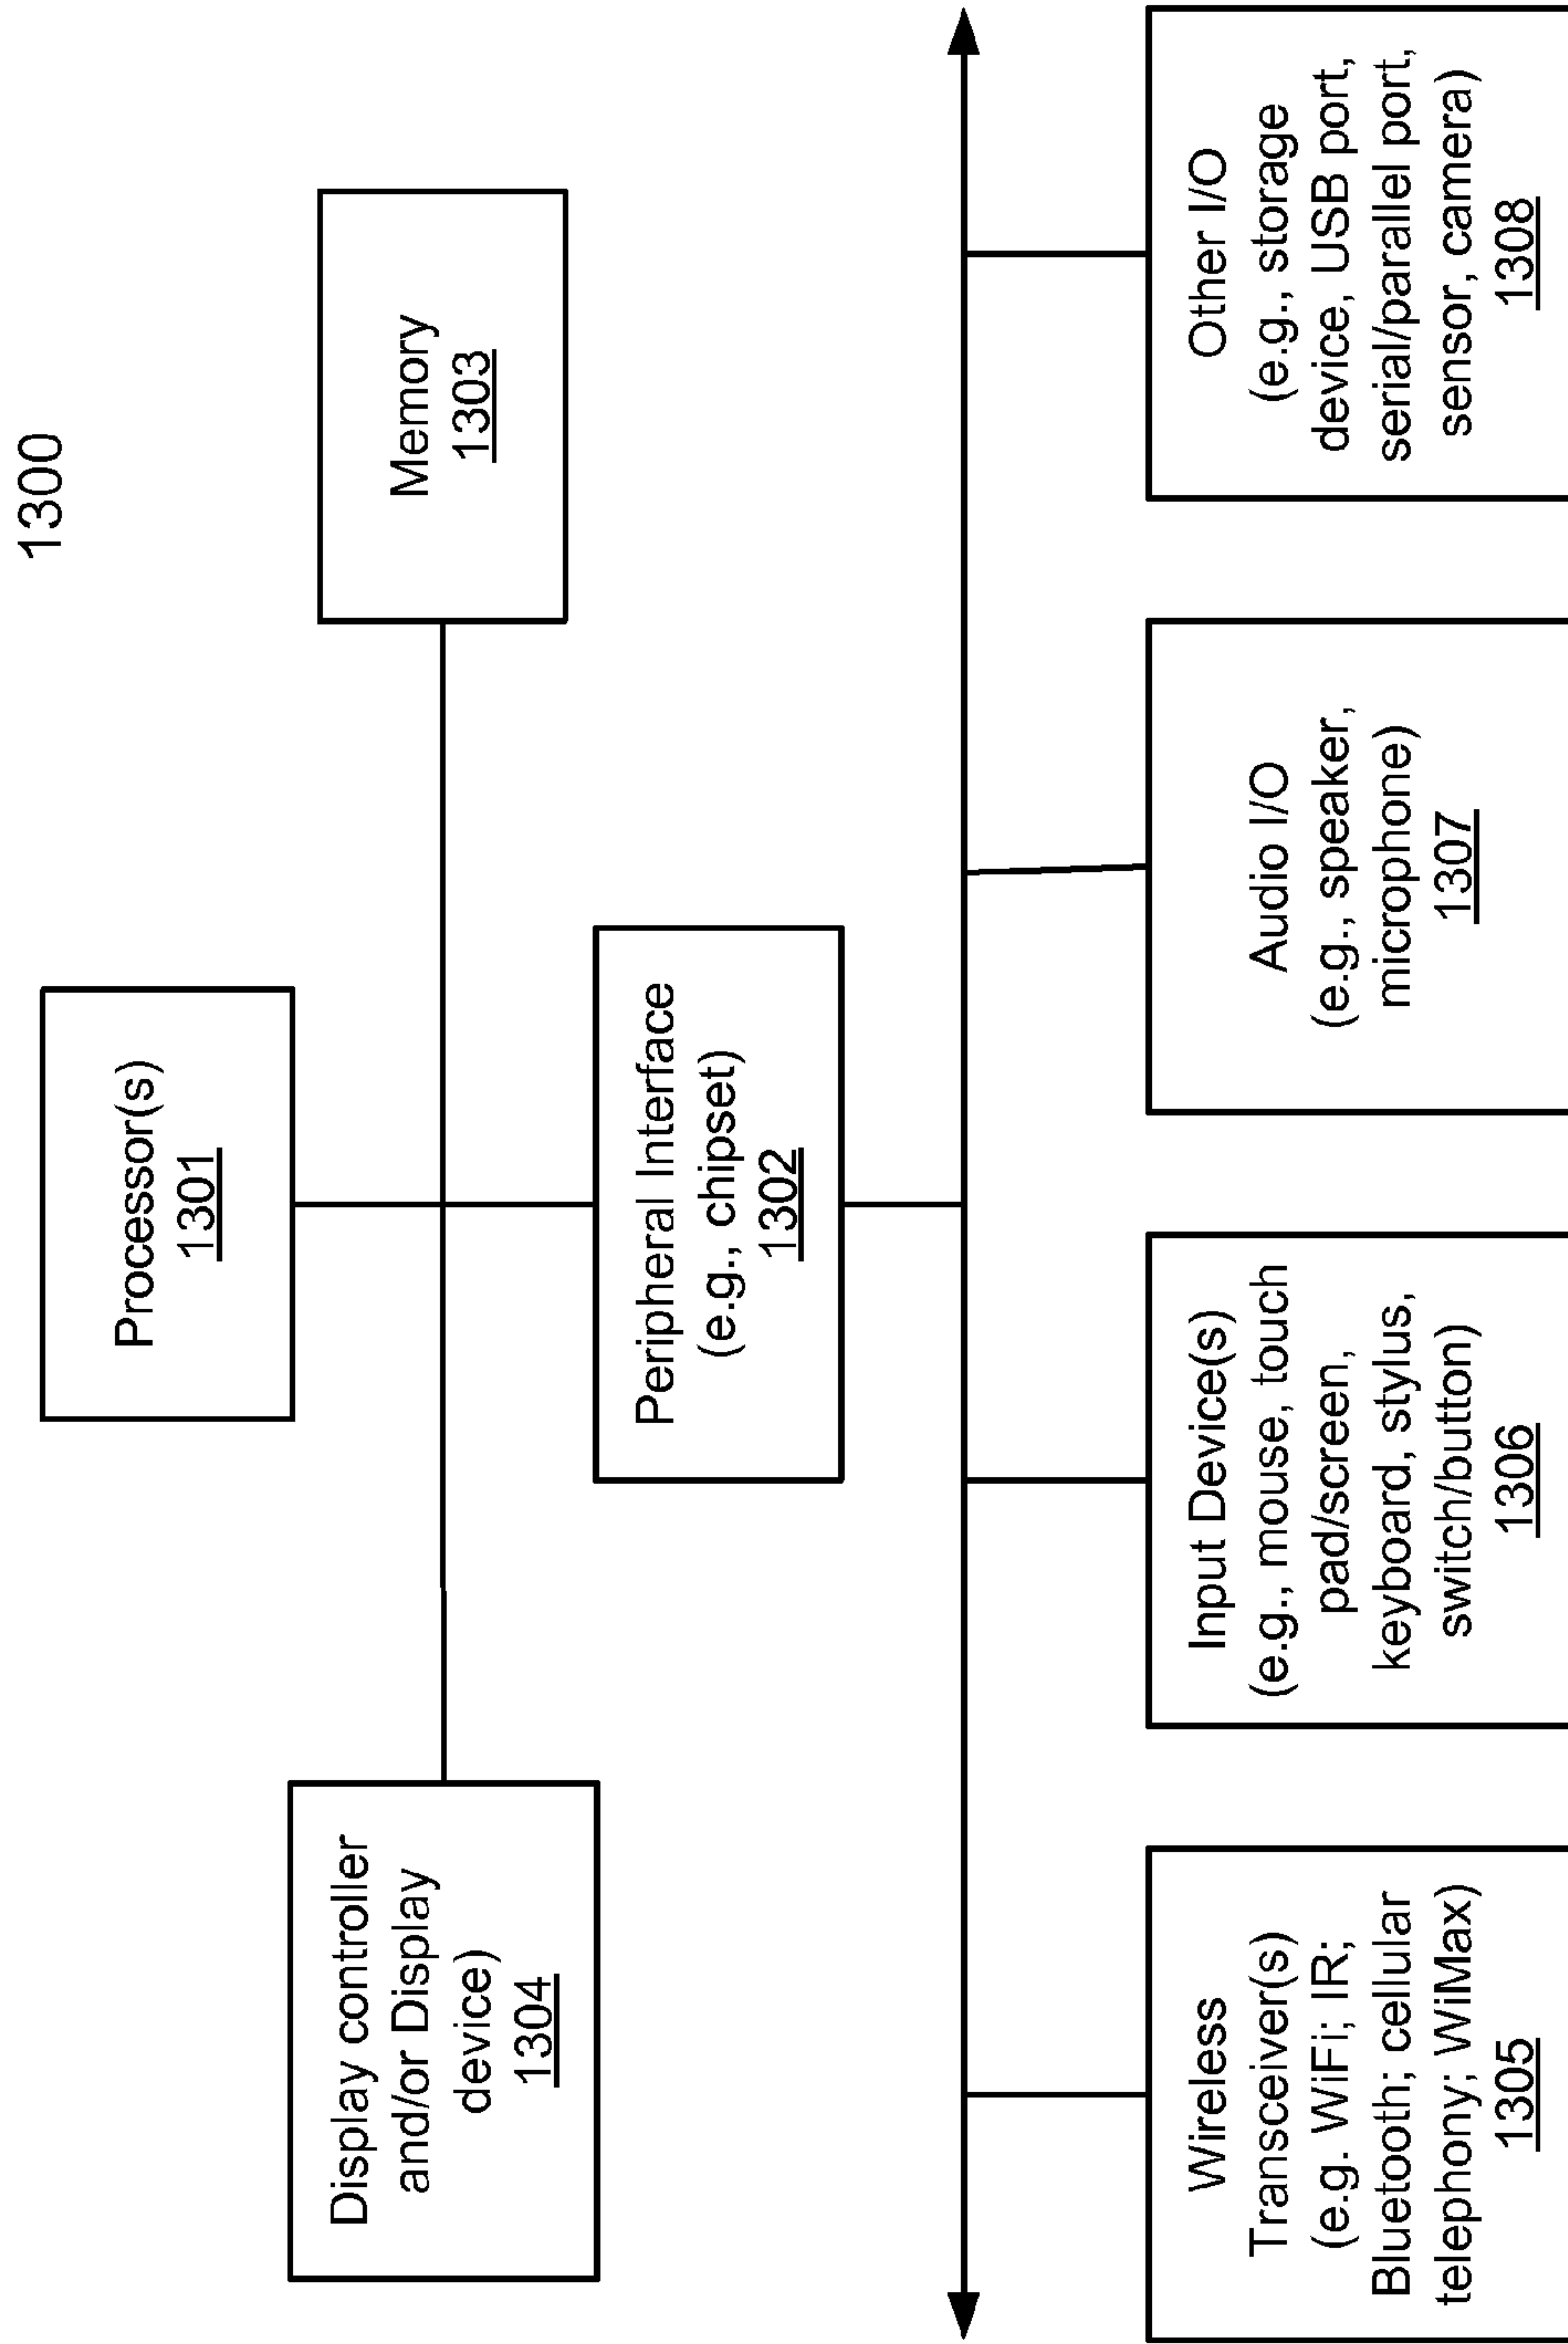 1300
Processor(s)
1301
Display controller
and/or Display
device)
1304
Memory
1303
Peripheral Interface
(e.g., chipset)
1302
Wireless
Transceiver(s)
(e.g. WiFi; IR;
Bluetooth; cellular
telephony; WiMax)
1305
Input Device(s)
(e.g., mouse, touch
pad/screen,
keyboard, stylus,
switch/button)
1306
Audio I/O
(e.g., speaker,
microphone)
1307
Other I/O
(e.g., storage
device, USB port,
serial/parallel port,
sensor, camera)
1308